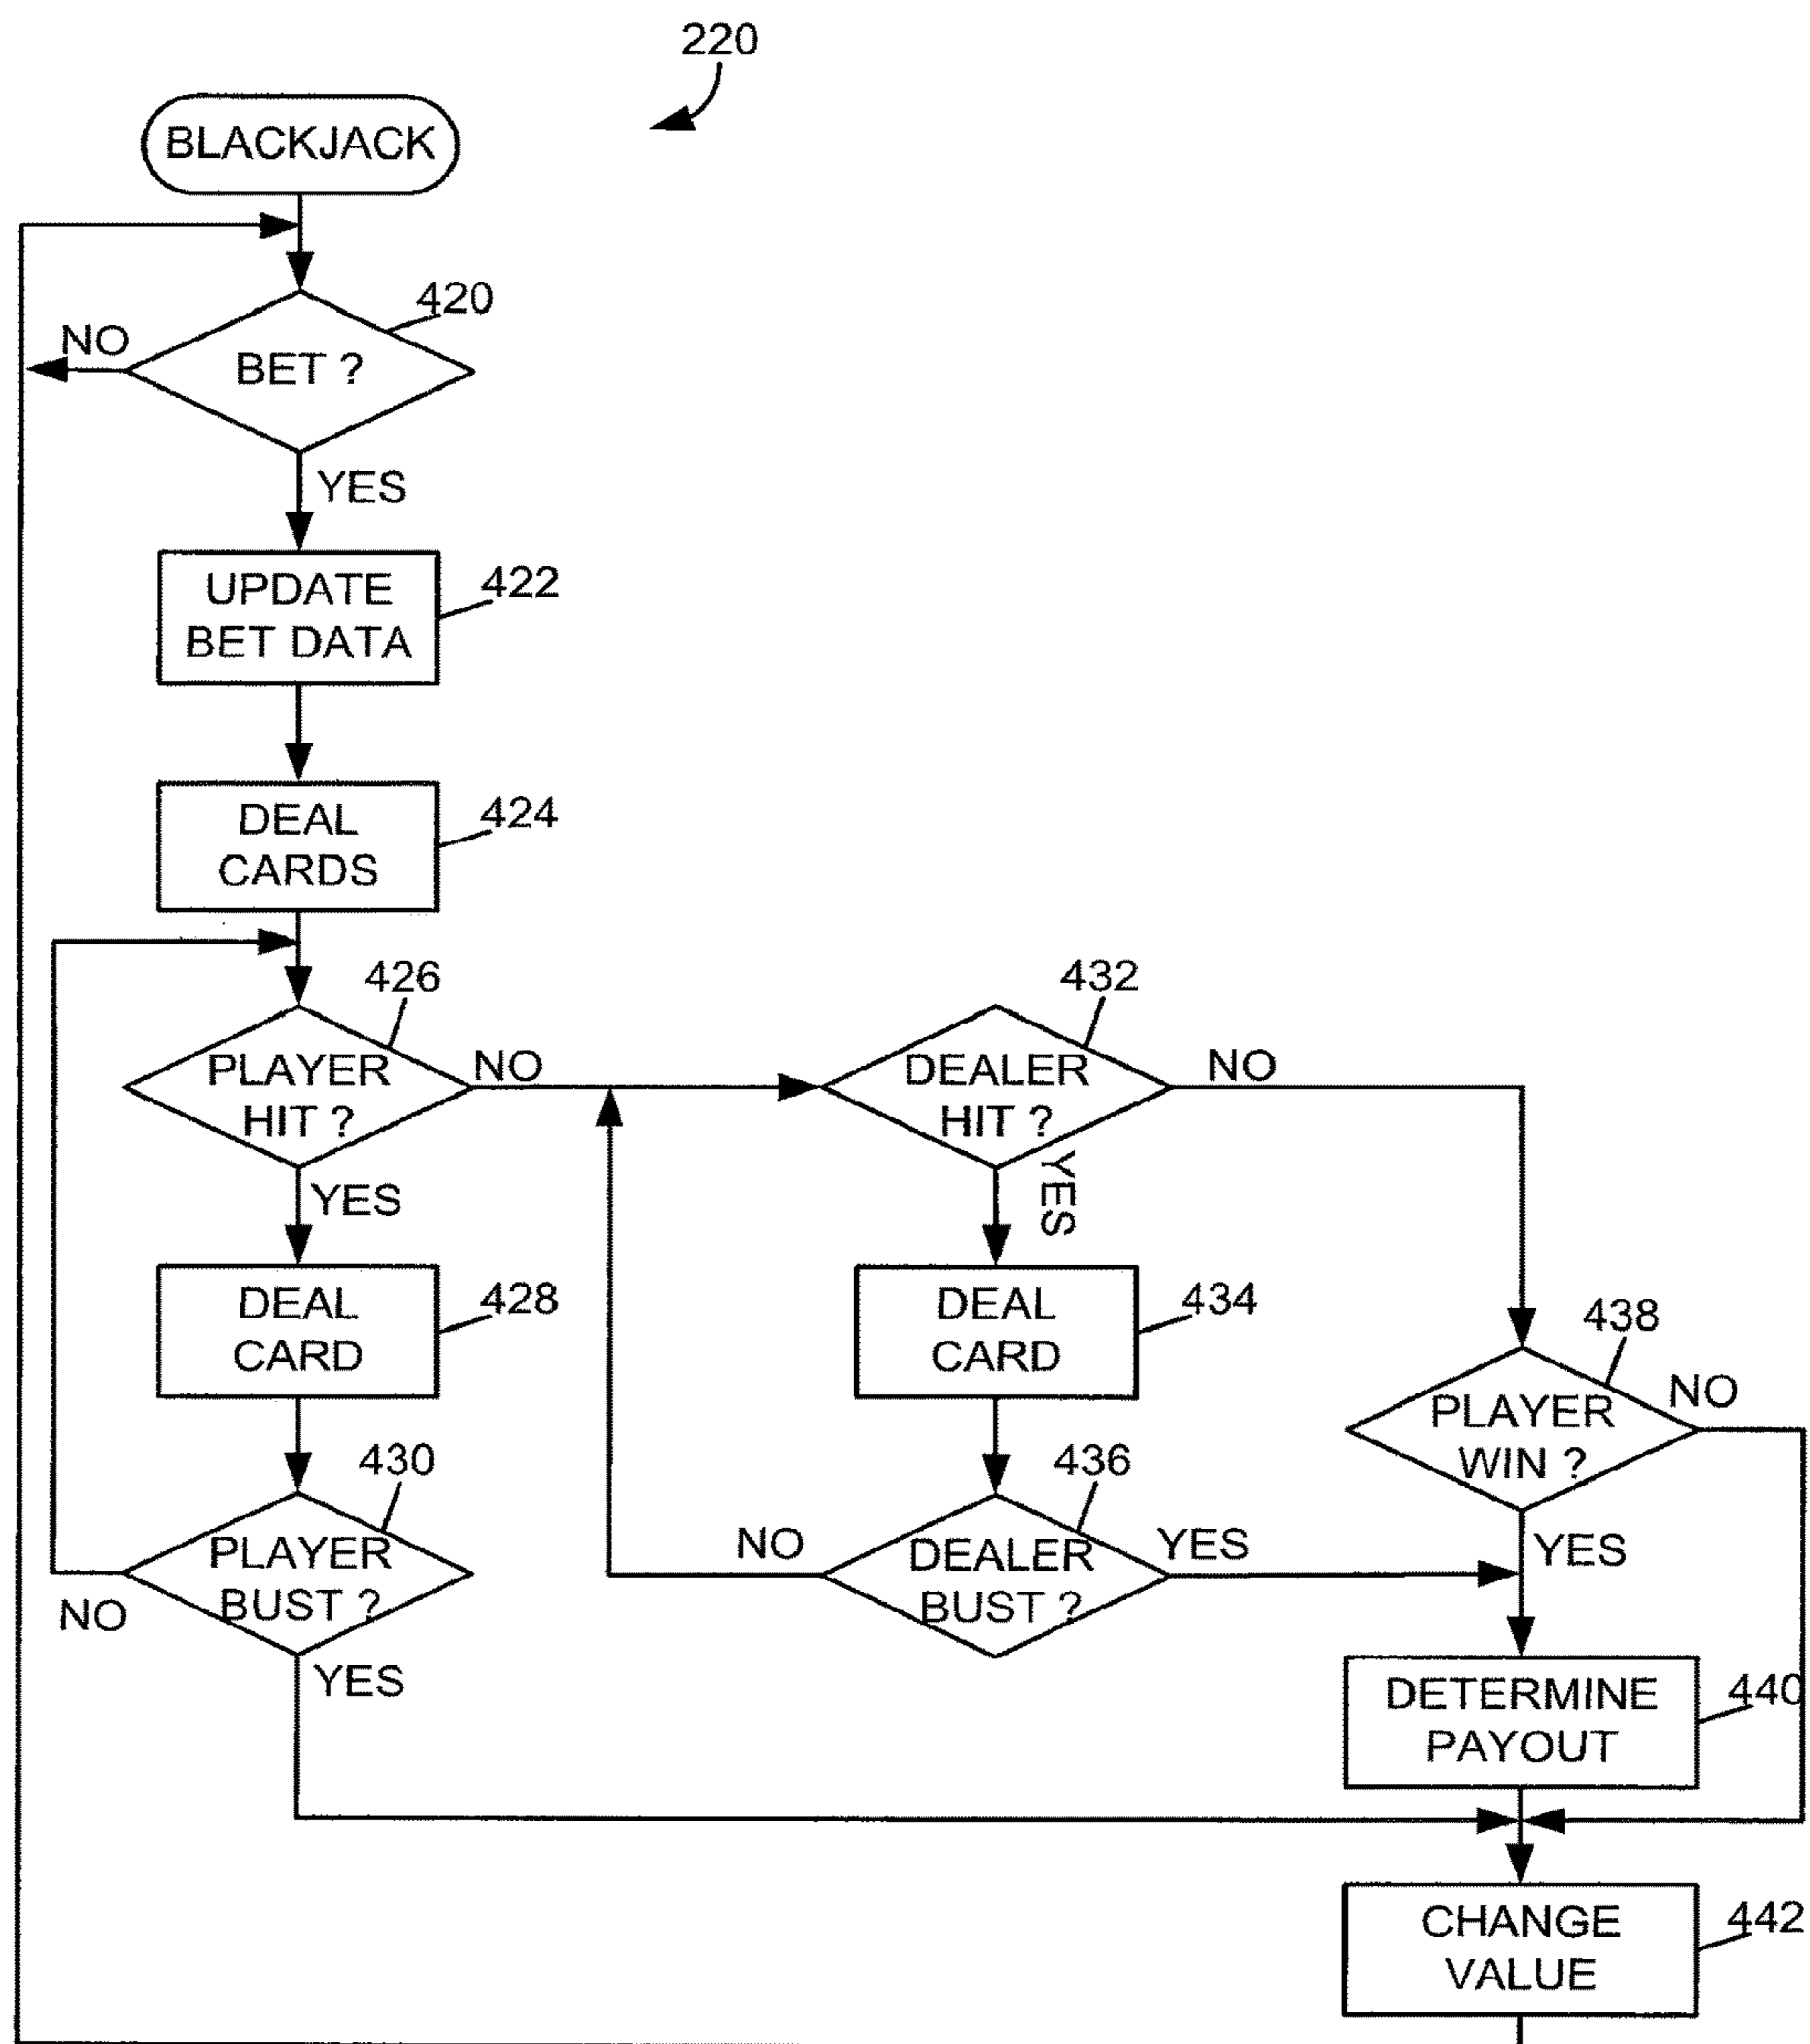 220
BLACKJACK
420
NO
BET ?
YES
UPDATE
BET DATA
422
DEAL
CARDS
424
426
PLAYER
HIT ?
NO
YES
432
DEALER
HIT ?
NO
YES
DEAL
CARD
428
DEAL
CARD
434
438
PLAYER
WIN ?
NO
YES
430
PLAYER
BUST ?
NO
YES
436
DEALER
BUST ?
NO
YES
DETERMINE
PAYOUT
440
CHANGE
VALUE
442